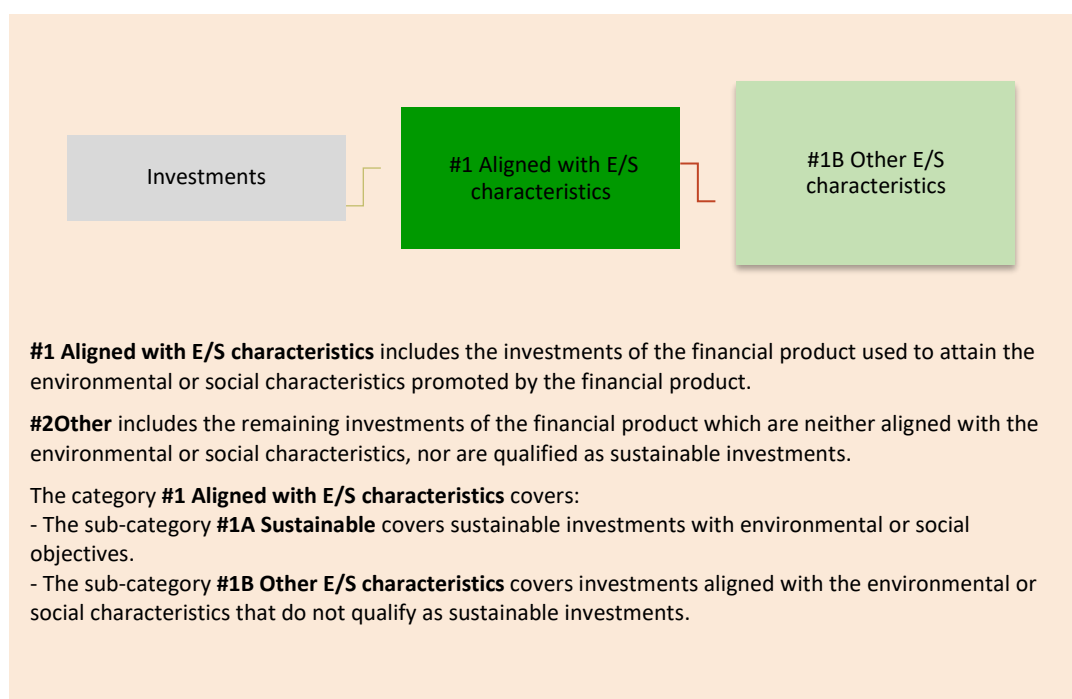 Investments
#1 Aligned with E/S
characteristics
#1B Other E/S
characteristics
#1 Aligned with E/S characteristics includes the investments of the financial product used to attain the
environmental or social characteristics promoted by the financial product.
#2Other includes the remaining investments of the financial product which are neither aligned with the
environmental or social characteristics, nor are qualified as sustainable investments.
The category #1 Aligned with E/S characteristics covers:
- The sub-category #1A Sustainable covers sustainable investments with environmental or social
objectives.
- The sub-category #1B Other E/S characteristics covers investments aligned with the environmental or
social characteristics that do not qualify as sustainable investments.